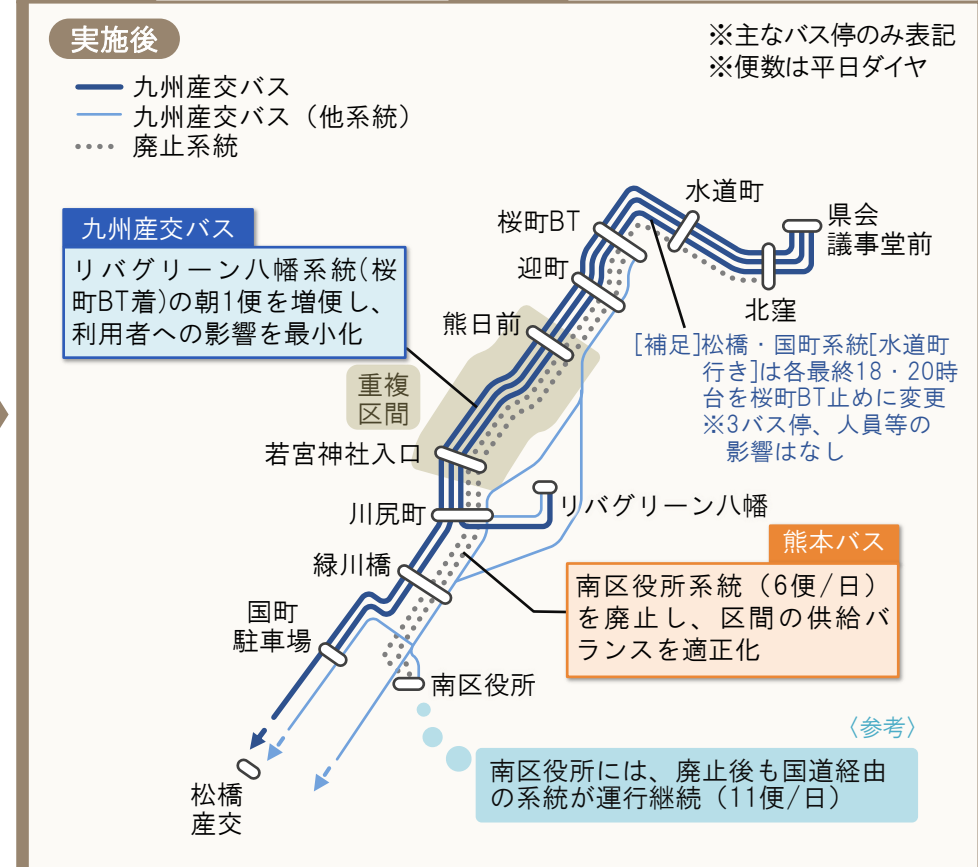 実施後
※主なバス停のみ表記
※便数は平日ダイヤ
九州産交バス
九州産交バス（他系統）
廃止系統
九州産交バス
リバグリーン八幡系統(桜
町BT着)の朝1便を増便し、
利用者への影響を最小化
水道町
桜町BT
県会
議事堂前
迎町
北窪
熊日前
[補足]松橋・国町系統[水道町
行き]は各最終18・20時
台を桜町BT止めに変更
※3バス停、人員等の
影響はなし
重複
区間
若宮神社入口
川尻町
リバグリーン八幡
熊本バス
南区役所系統（6便/日）
を廃止し、区間の供給バ
ランスを適正化
緑川橋
国町
駐車場
南区役所
〈参考〉
南区役所には、廃止後も国道経由
の系統が運行継続（11便/日）
松橋
産交